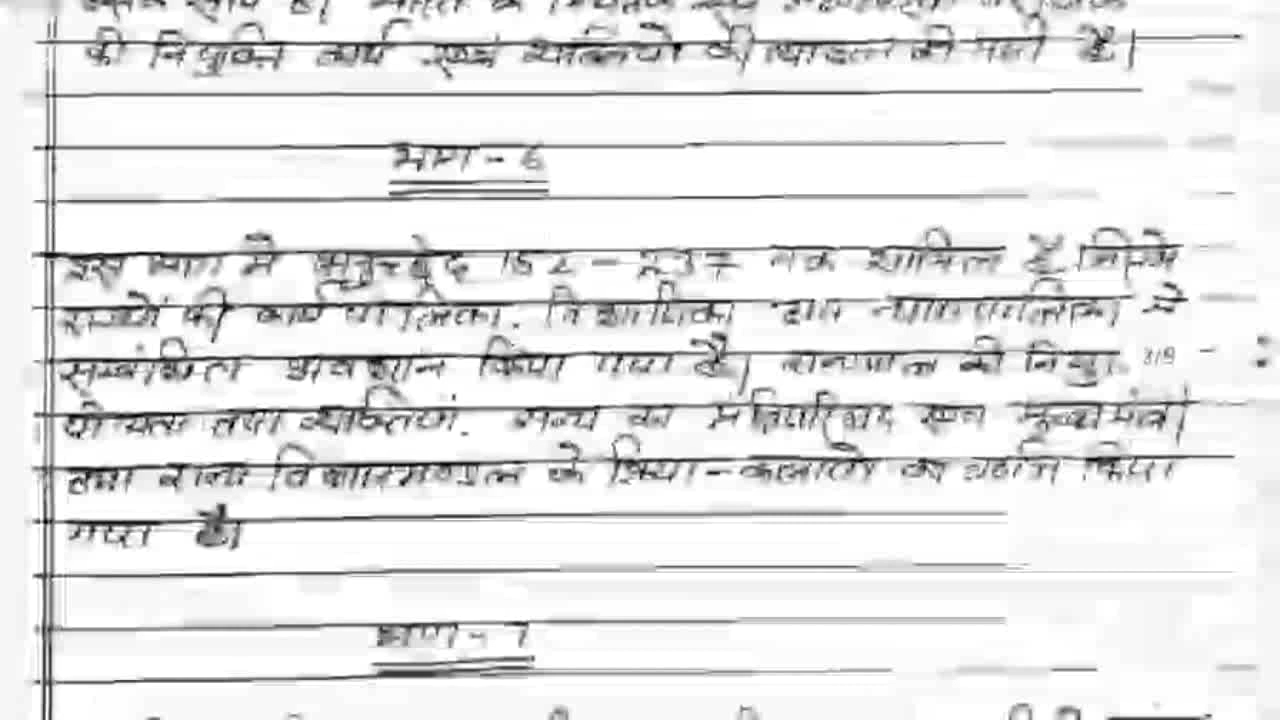 की नियुक्ति कार्य एवं शक्तियों की व्याख्या की गयी है।
भाग - 6
इस भाग में अनुच्छेद 152 - 237 तक शामिल है जिसमे
राज्यों की कार्यपालिका. विधायिका तथा न्यायपालिका से
सम्बंधित प्रावधान किया गया है। राज्यपाल की नियु.
योग्यता तथा शक्तियां. राज्य का मंत्रिपरिषद एवं मुख्यमंत्री
तथा राज्य विधानमण्डल के क्रिया-कलापों का वर्णन किया
गया है।
भाग - 7